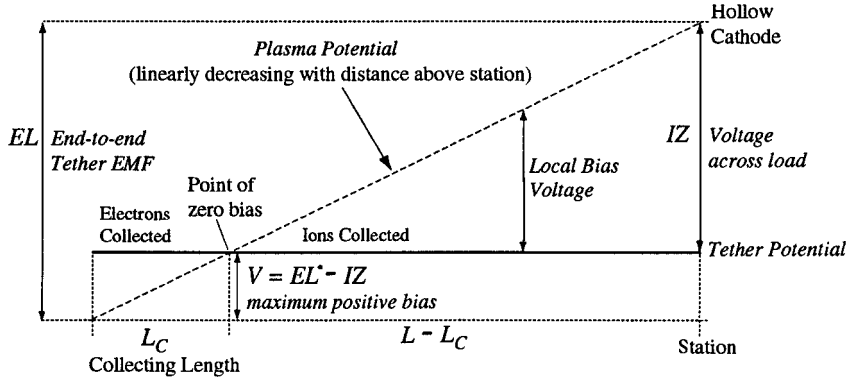 Hollow
Cathode
Plasma Potential
(linearly decreasing with distance above station)
EL
End-to-end
Tether EMF
IZ
Voltage
across load
Local Bias
Voltage
Point of
zero bias
Electrons
Collected
Ions Collected
Tether Potential
V = EL - IZ
maximum positive bias
L_C
Collecting Length
L - L_C
Station